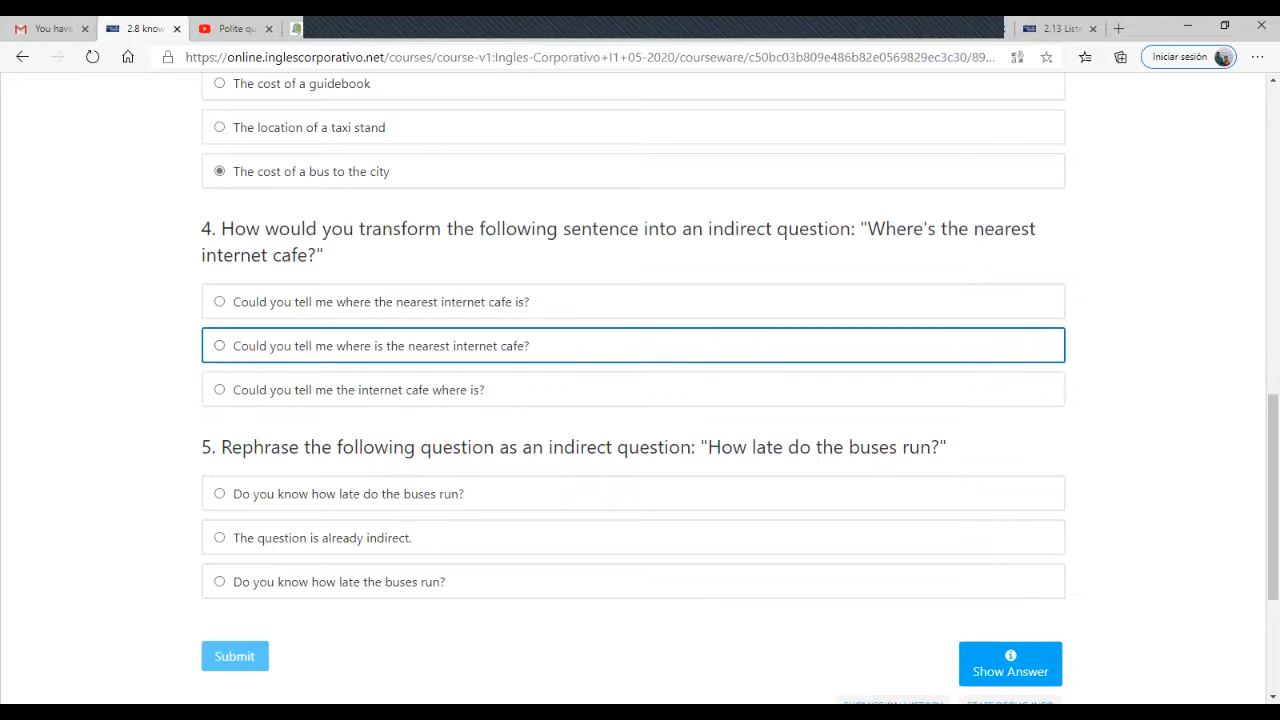 You have
2.8 know
Polite qu
2.13 Liste
https://online.inglescorporativo.net/courses/course-v1:Ingles-Corporativo+I1+05-2020/courseware/c50bc02b809e486b82e0569829ec3c30/89...
Iniciar sesión
The cost of a guidebook
The location of a taxi stand
The cost of a bus to the city
4. How would you transform the following sentence into an indirect question: "Where's the nearest
internet cafe?"
Could you tell me where the nearest internet cafe is?
Could you tell me where is the nearest internet cafe?
Could you tell me the internet cafe where is?
5. Rephrase the following question as an indirect question: "How late do the buses run?"
Do you know how late do the buses run?
The question is already indirect.
Do you know how late the buses run?
Submit
Show Answer
SUBMISSION HISTORY
STAFF DEBUG INFO